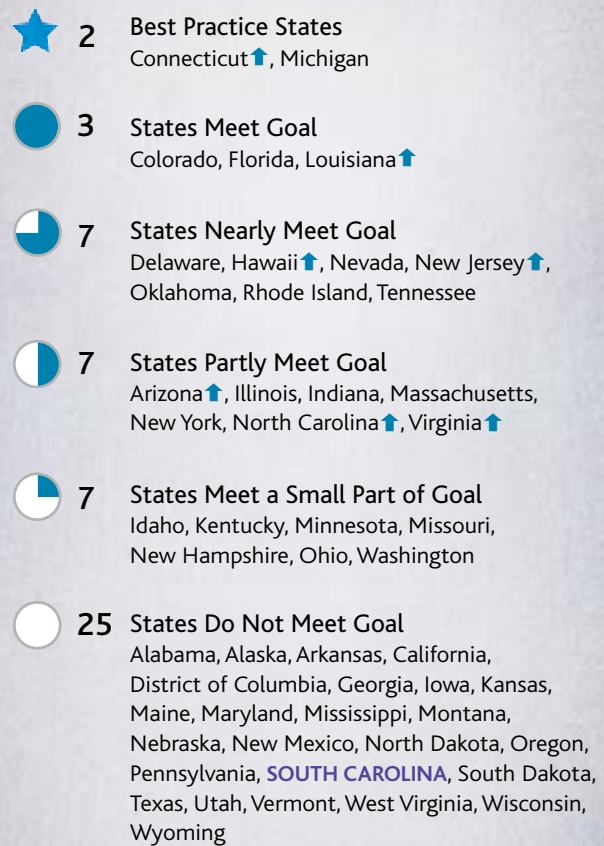 2 Best Practice States
Connecticut⬆, Michigan
3 States Meet Goal
Colorado, Florida, Louisiana⬆
7 States Nearly Meet Goal
Delaware, Hawaii⬆, Nevada, New Jersey⬆,
Oklahoma, Rhode Island, Tennessee
7 States Partly Meet Goal
Arizona⬆, Illinois, Indiana, Massachusetts,
New York, North Carolina⬆, Virginia⬆
7 States Meet a Small Part of Goal
Idaho, Kentucky, Minnesota, Missouri,
New Hampshire, Ohio, Washington
25 States Do Not Meet Goal
Alabama, Alaska, Arkansas, California,
District of Columbia, Georgia, Iowa, Kansas,
Maine, Maryland, Mississippi, Montana,
Nebraska, New Mexico, North Dakota, Oregon,
Pennsylvania, SOUTH CAROLINA, South Dakota,
Texas, Utah, Vermont, West Virginia, Wisconsin,
Wyoming